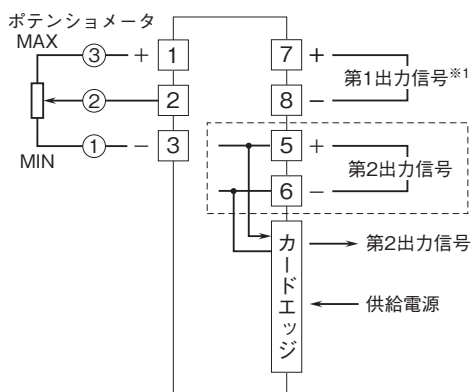 ポテンショメータ
MAX
③ + 1
② 2
① − 3
MIN
7 +
8 −
第1出力信号※1
5 +
6 −
第2出力信号
カードエッジ
第2出力信号
供給電源